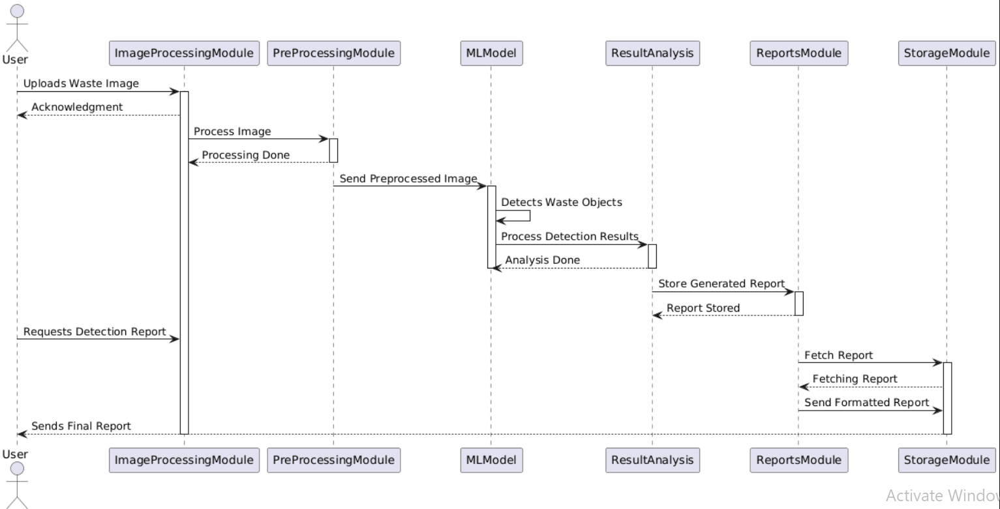 User
ImageProcessingModule
PreProcessingModule
MLModel
ResultAnalysis
ReportsModule
StorageModule
Uploads Waste Image
Acknowledgment
Process Image
Processing Done
Send Preprocessed Image
Detects Waste Objects
Process Detection Results
Analysis Done
Store Generated Report
Report Stored
Requests Detection Report
Fetch Report
Fetching Report
Send Formatted Report
Sends Final Report
User
ImageProcessingModule
PreProcessingModule
MLModel
ResultAnalysis
ReportsModule
StorageModule
Activate Windo